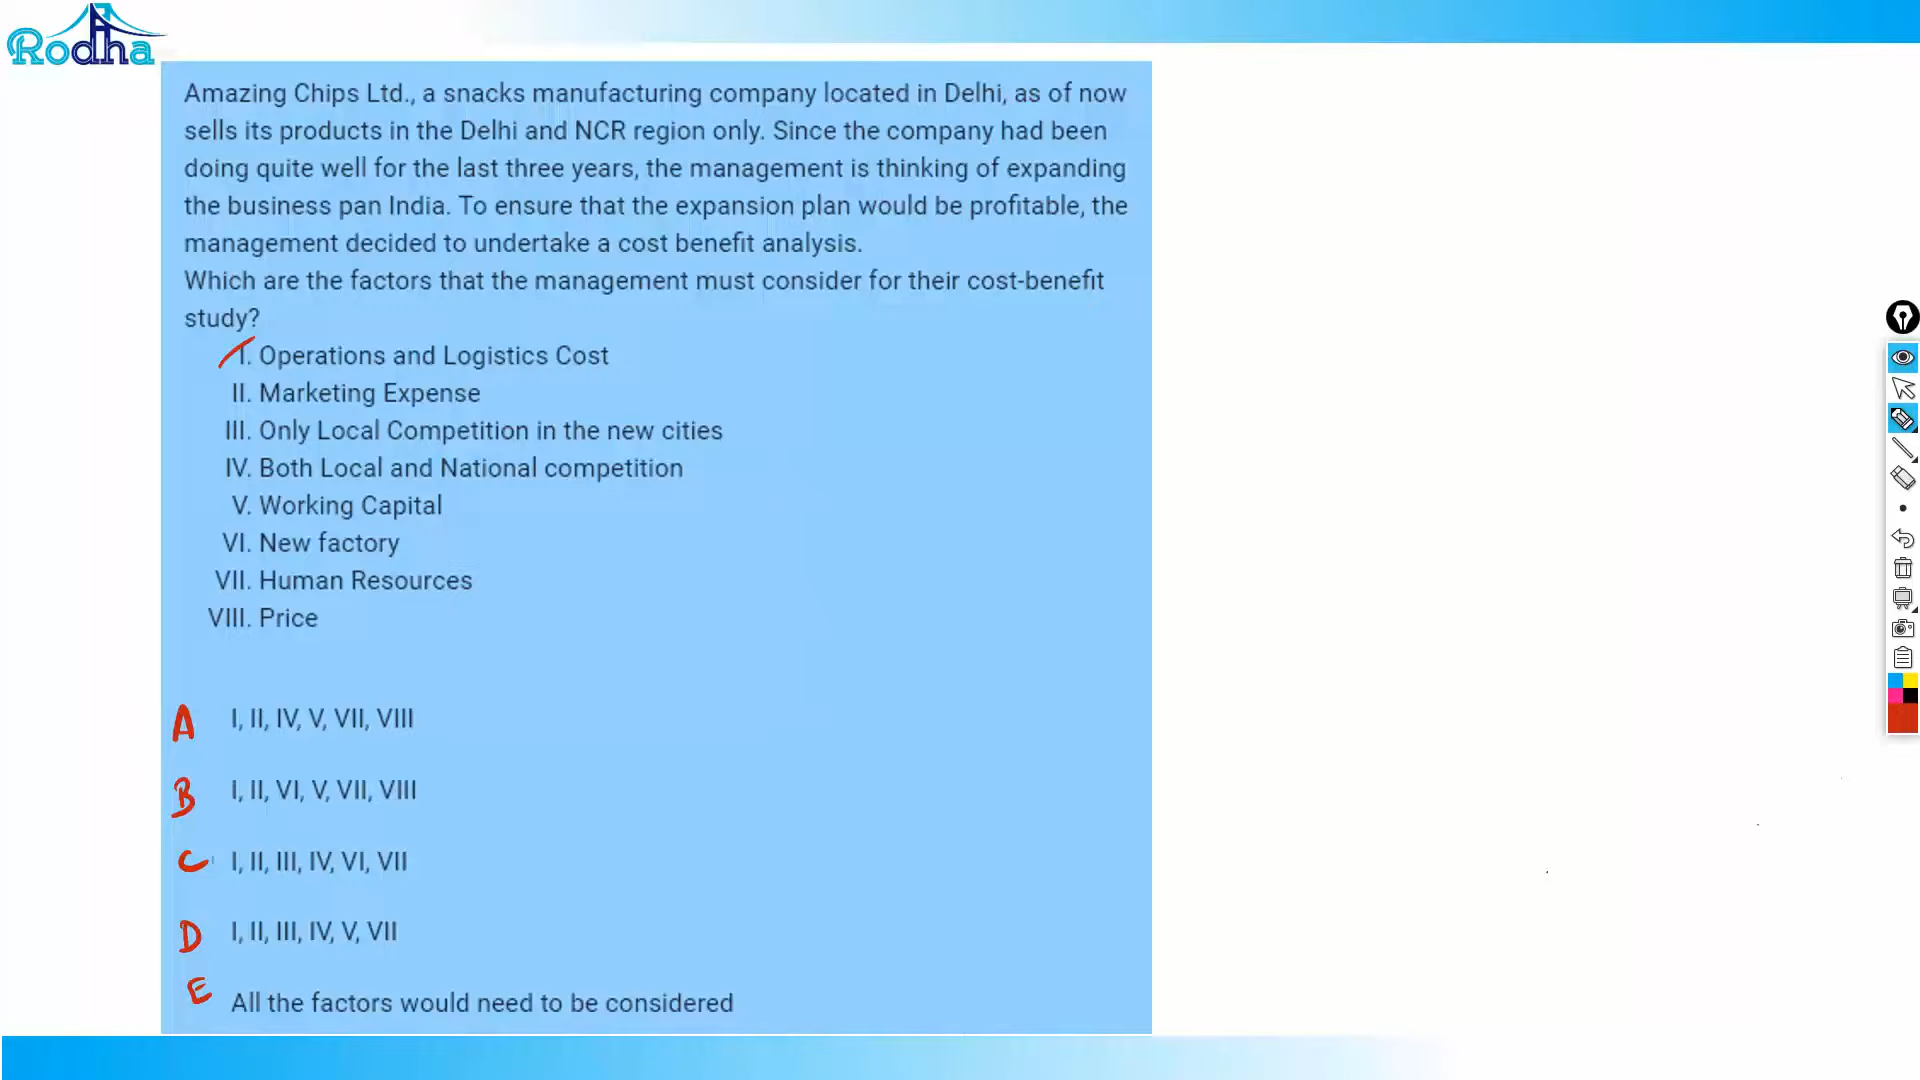 Rodha
Amazing Chips Ltd., a snacks manufacturing company located in Delhi, as of now
sells its products in the Delhi and NCR region only. Since the company had been
doing quite well for the last three years, the management is thinking of expanding
the business pan India. To ensure that the expansion plan would be profitable, the
management decided to undertake a cost benefit analysis.
Which are the factors that the management must consider for their cost-benefit
study?
I. Operations and Logistics Cost
II. Marketing Expense
III. Only Local Competition in the new cities
IV. Both Local and National competition
V. Working Capital
VI. New factory
VII. Human Resources
VIII. Price
A I, II, IV, V, VII, VIII
B I, II, VI, V, VII, VIII
C I, II, III, IV, VI, VII
D I, II, III, IV, V, VII
E All the factors would need to be considered